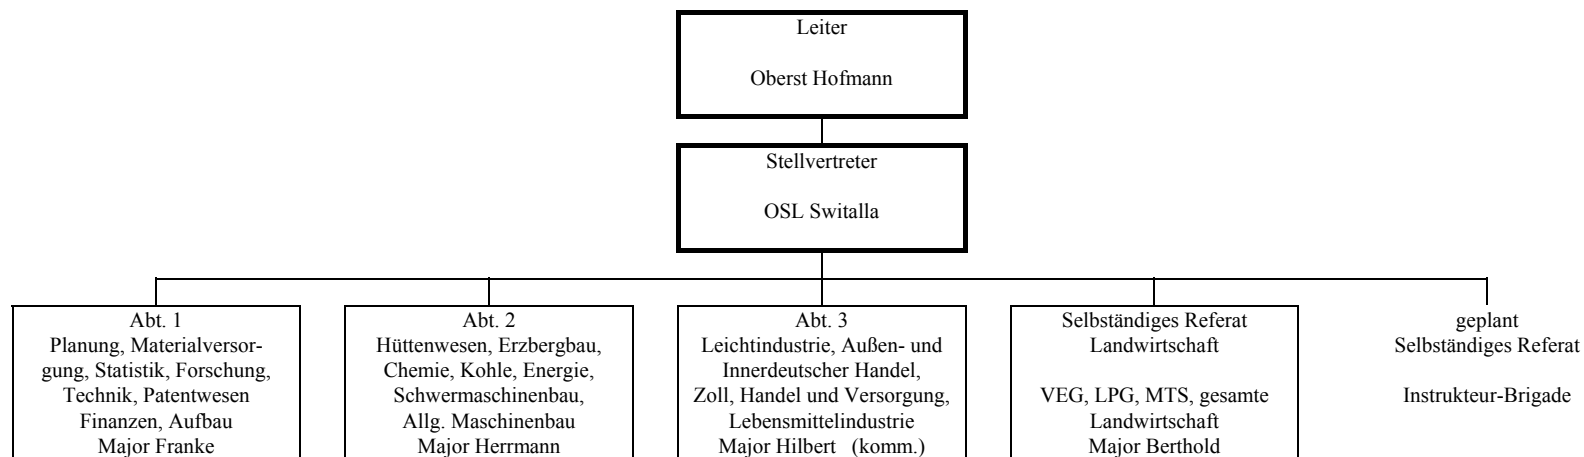 Leiter
Oberst Hofmann
Stellvertreter
OSL Switalla
Abt. 1
Planung, Materialversor-
gung, Statistik, Forschung,
Technik, Patentwesen
Finanzen, Aufbau
Major Franke
Abt. 2
Hüttenwesen, Erzbergbau,
Chemie, Kohle, Energie,
Schwermaschinenbau,
Allg. Maschinenbau
Major Herrmann
Abt. 3
Leichtindustrie, Außen- und
Innerdeutscher Handel,
Zoll, Handel und Versorgung,
Lebensmittelindustrie
Major Hilbert (komm.)
Selbständiges Referat
Landwirtschaft
VEG, LPG, MTS, gesamte
Landwirtschaft
Major Berthold
geplant
Selbständiges Referat
Instrukteur-Brigade